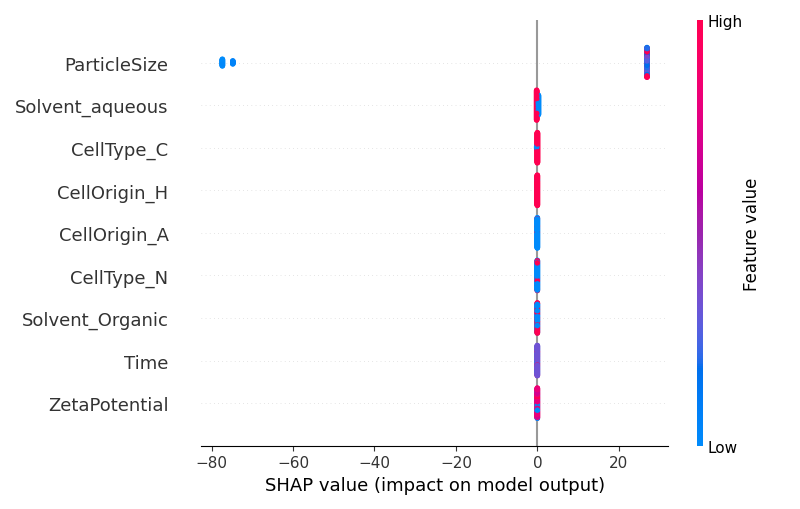 High
ParticleSize
Solvent_aqueous
CellType_C
CellOrigin_H
CellOrigin_A
CellType_N
Solvent_Organic
Time
ZetaPotential
Feature value
Low
−80 −60 −40 −20 0 20
SHAP value (impact on model output)